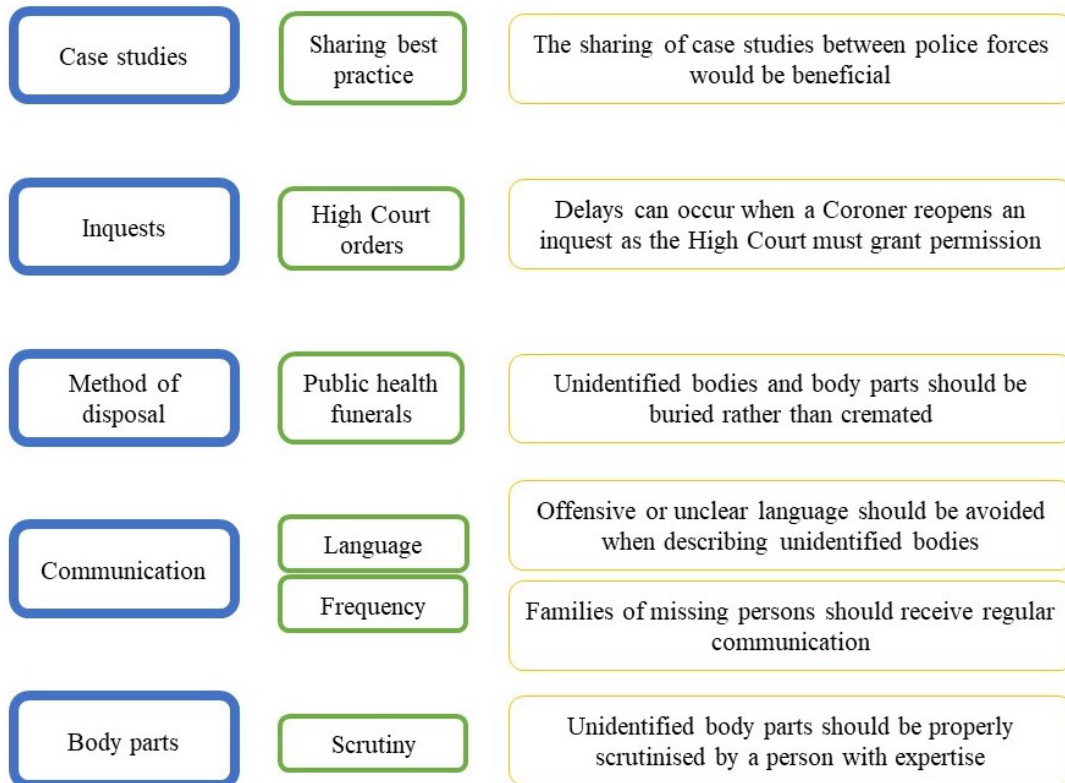 Case studies
Sharing best
practice
The sharing of case studies between police forces
would be beneficial
Inquests
High Court
orders
Delays can occur when a Coroner reopens an
inquest as the High Court must grant permission
Method of
disposal
Public health
funerals
Unidentified bodies and body parts should be
buried rather than cremated
Communication
Language
Offensive or unclear language should be avoided
when describing unidentified bodies
Frequency
Families of missing persons should receive regular
communication
Body parts
Scrutiny
Unidentified body parts should be properly
scrutinised by a person with expertise